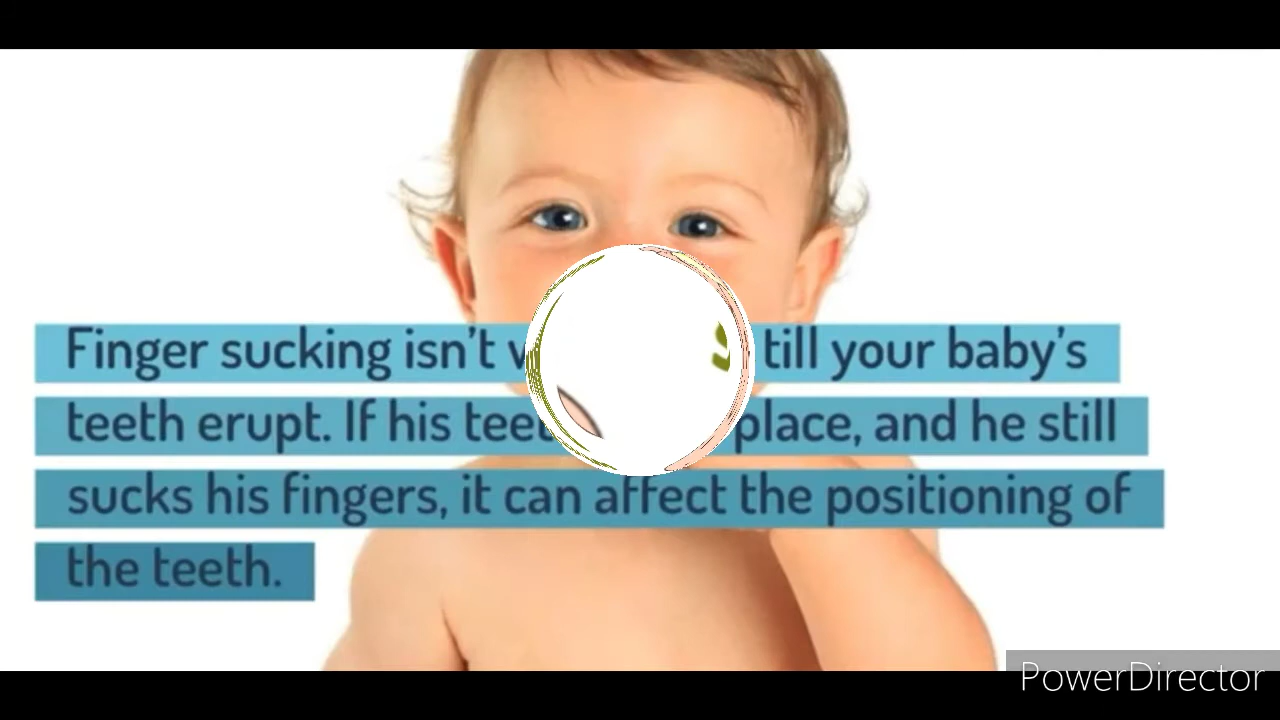 Finger sucking isn't till your baby's
teeth erupt. If his place, and he still
sucks his fingers, it can affect the positioning of
the teeth.
PowerDirector